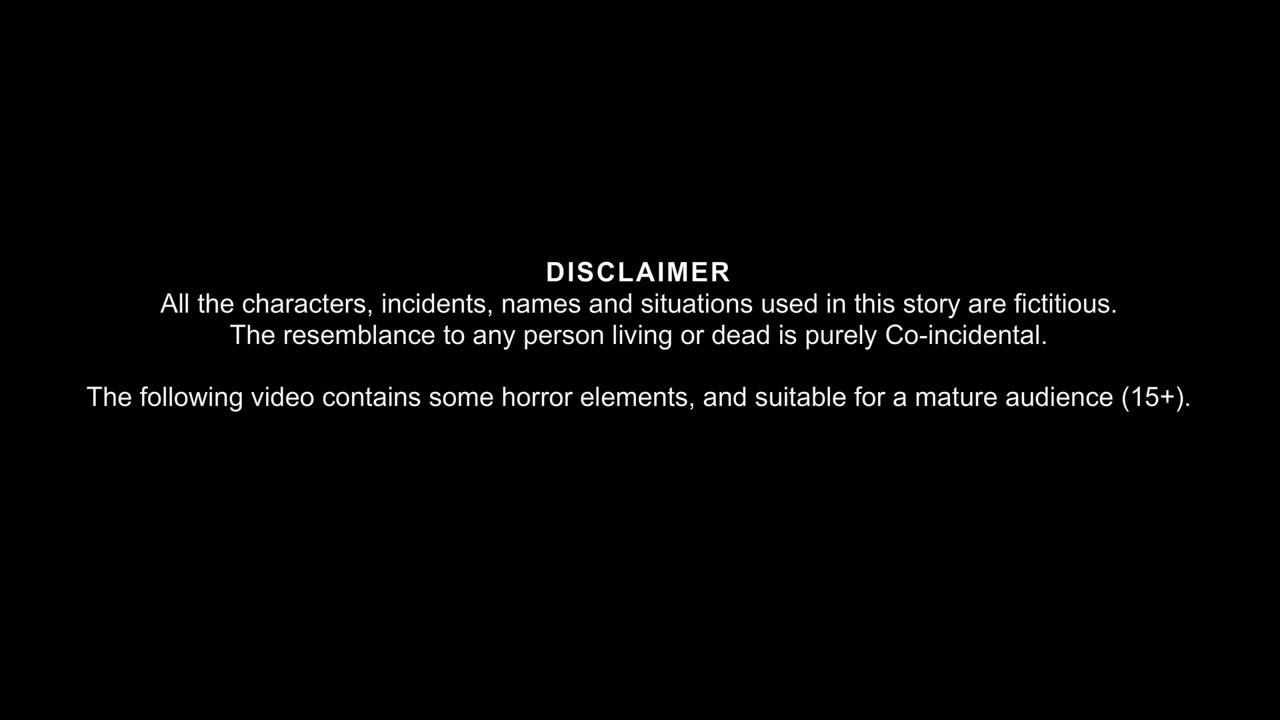 DISCLAIMER
All the characters, incidents, names and situations used in this story are fictitious.
The resemblance to any person living or dead is purely Co-incidental.
The following video contains some horror elements, and suitable for a mature audience (15+).